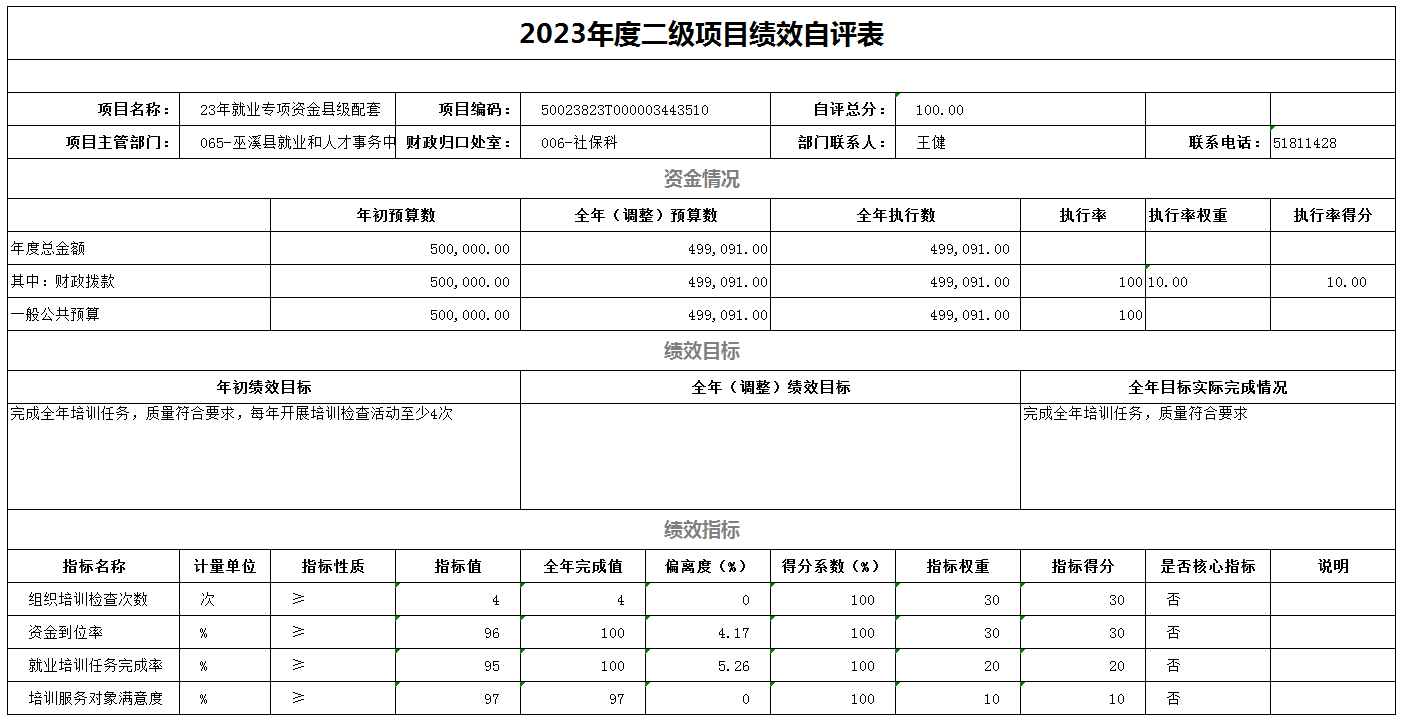 2023年度二级项目绩效自评表
项目名称： 23年就业专项资金县级配套 项目编码： 50023823T000003443510 自评总分： 100.00
项目主管部门： 065-巫溪县就业和人才事务中 财政归口处室： 006-社保科 部门联系人： 王健 联系电话： 51811428
资金情况
年初预算数 全年（调整）预算数 全年执行数 执行率 执行率权重 执行率得分
年度总金额 500,000.00 499,091.00 499,091.00
其中：财政拨款 500,000.00 499,091.00 499,091.00 100 10.00 10.00
一般公共预算 500,000.00 499,091.00 499,091.00 100
绩效目标
年初绩效目标 全年（调整）绩效目标 全年目标实际完成情况
完成全年培训任务，质量符合要求，每年开展培训检查活动至少4次 完成全年培训任务，质量符合要求
绩效指标
指标名称 计量单位 指标性质 指标值 全年完成值 偏离度（%） 得分系数（%） 指标权重 指标得分 是否核心指标 说明
组织培训检查次数 次 ≥ 4 4 0 100 30 30 否
资金到位率 % ≥ 96 100 4.17 100 30 30 否
就业培训任务完成率 % ≥ 95 100 5.26 100 20 20 否
培训服务对象满意度 % ≥ 97 97 0 100 10 10 否